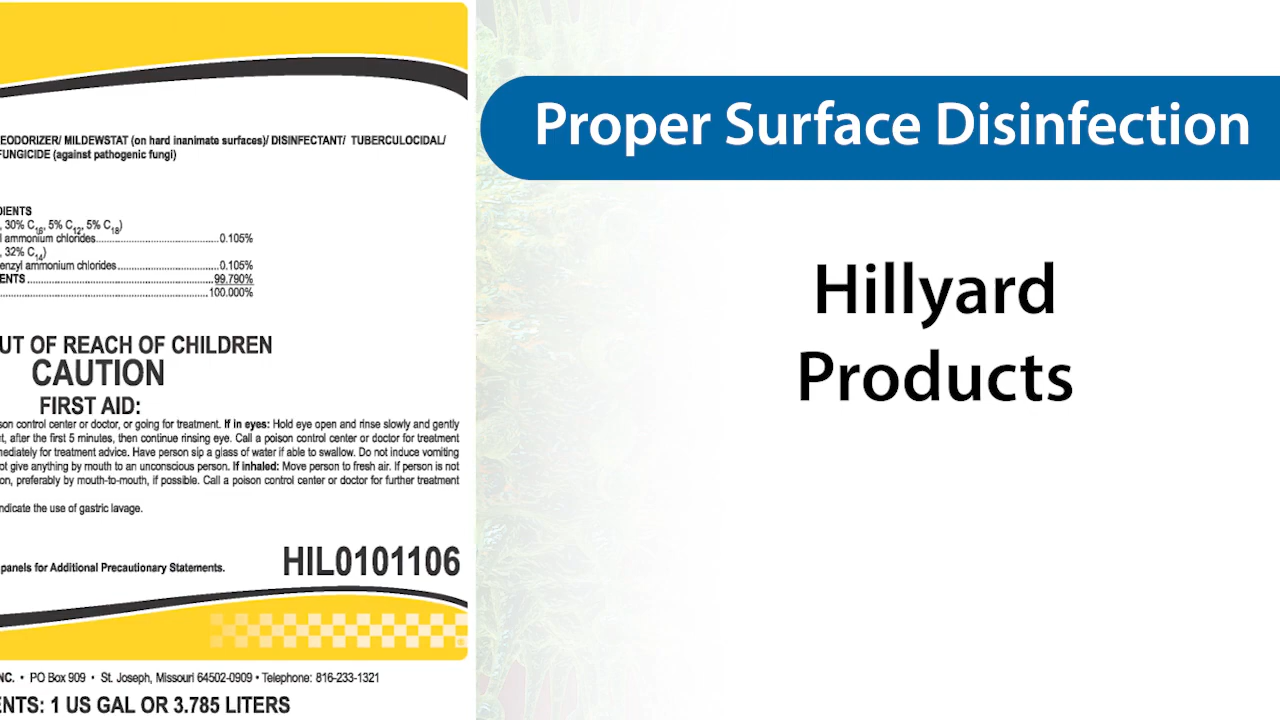 EODORIZER/ MILDEWSTAT (on hard inanimate surfaces)/ DISINFECTANT/ TUBERCULOCIDAL/
FUNGICIDE (against pathogenic fungi)
DIENTS
, 30% C16, 5% C12, 5% C18)
l ammonium chlorides..............................................0.105%
, 32% C14)
enzyl ammonium chlorides......................................0.105%
ENTS.....................................................................99.790%
...........................................................................100.000%
UT OF REACH OF CHILDREN
CAUTION
FIRST AID:
son control center or doctor, or going for treatment. If in eyes: Hold eye open and rinse slowly and gently
t, after the first 5 minutes, then continue rinsing eye. Call a poison control center or doctor for treatment
nediately for treatment advice. Have person sip a glass of water if able to swallow. Do not induce vomiting
ot give anything by mouth to an unconscious person. If inhaled: Move person to fresh air. If person is not
on, preferably by mouth-to-mouth, if possible. Call a poison control center or doctor for further treatment
ndicate the use of gastric lavage.
panels for Additional Precautionary Statements.
HIL0101106
NC. • PO Box 909 • St. Joseph, Missouri 64502-0909 • Telephone: 816-233-1321
ENTS: 1 US GAL OR 3.785 LITERS
Proper Surface Disinfection
Hillyard
Products